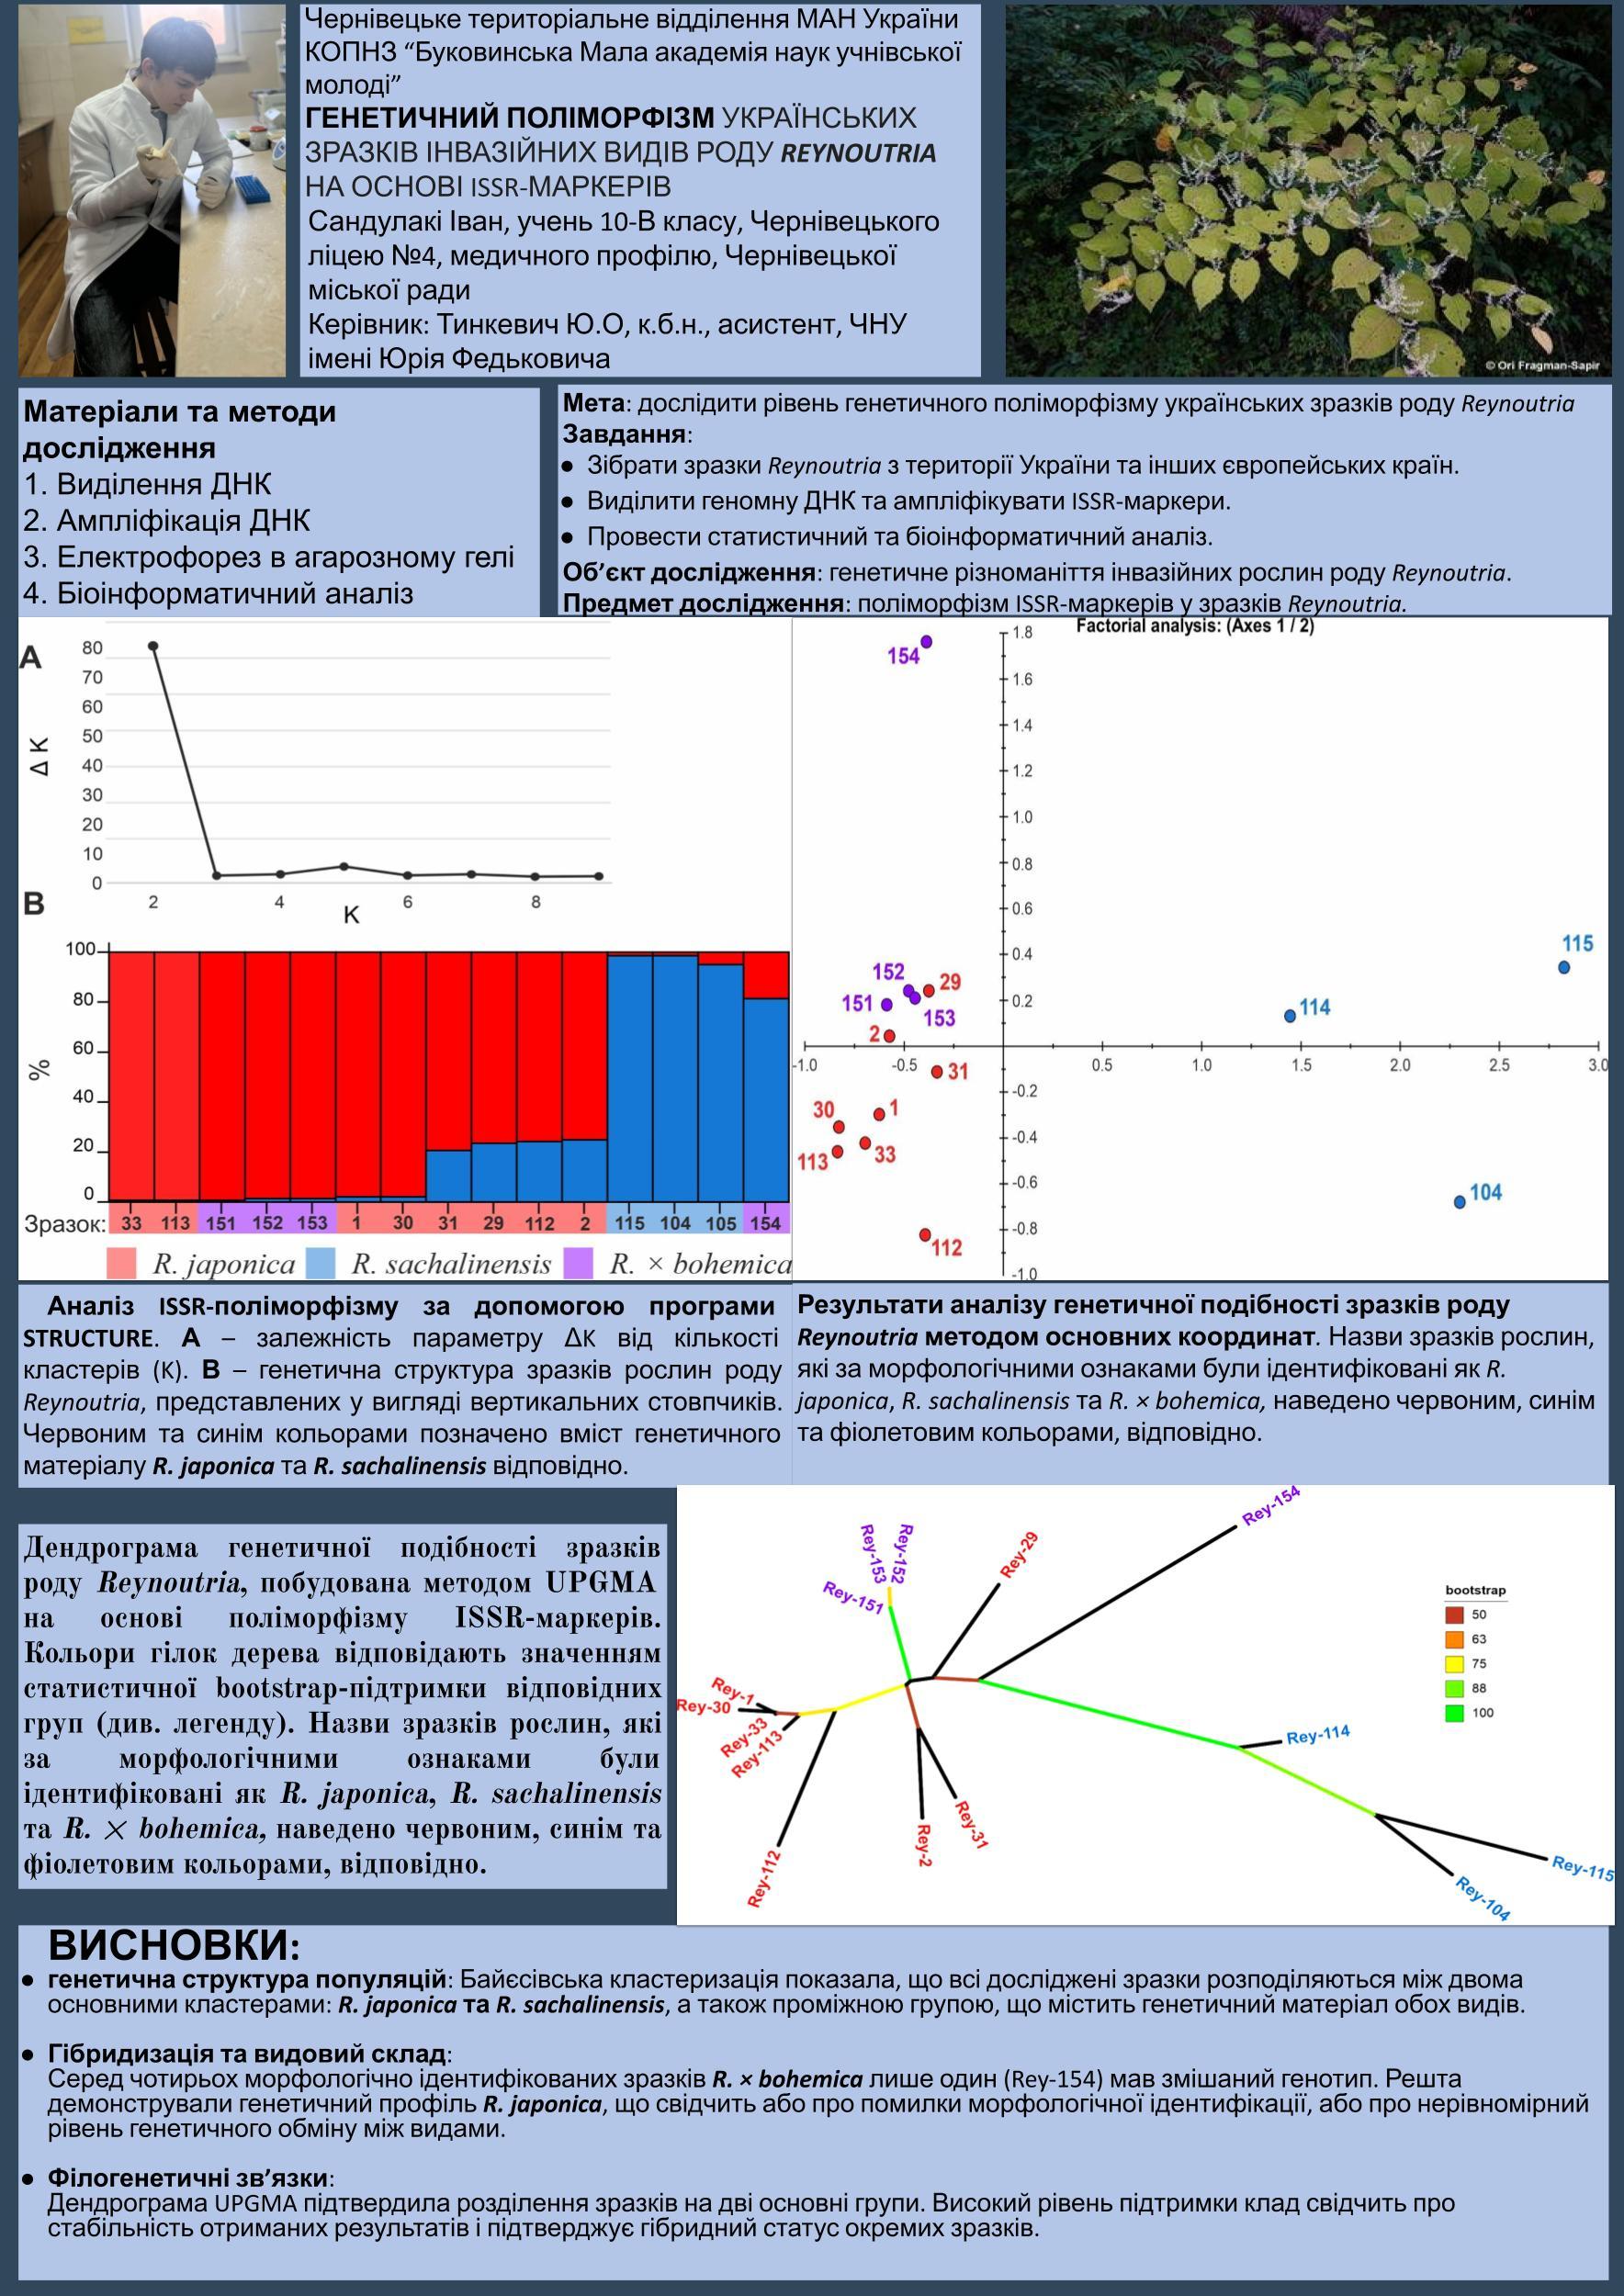 Чернівецьке територіальне відділення МАН України
КОПНЗ “Буковинська Мала академія наук учнівської
молоді”
ГЕНЕТИЧНИЙ ПОЛІМОРФІЗМ УКРАЇНСЬКИХ
ЗРАЗКІВ ІНВАЗІЙНИХ ВИДІВ РОДУ REYNOUTRIA
НА ОСНОВІ ISSR-МАРКЕРІВ
Сандулакі Іван, учень 10-В класу, Чернівецького
ліцею №4, медичного профілю, Чернівецької
міської ради
Керівник: Тинкевич Ю.О, к.б.н., асистент, ЧНУ
імені Юрія Федьковича
© Ori Fragman-Sapir
Матеріали та методи
дослідження
1. Виділення ДНК
2. Ампліфікація ДНК
3. Електрофорез в агарозному гелі
4. Біоінформатичний аналіз
Мета: дослідити рівень генетичного поліморфізму українських зразків роду Reynoutria
Завдання:
● Зібрати зразки Reynoutria з території України та інших європейських країн.
● Виділити геномну ДНК та ампліфікувати ISSR-маркери.
● Провести статистичний та біоінформатичний аналіз.
Об’єкт дослідження: генетичне різноманіття інвазійних рослин роду Reynoutria.
Предмет дослідження: поліморфізм ISSR-маркерів у зразків Reynoutria.
A
Δ K
80
70
60
50
40
30
20
10
0
2 4 6 8
K
B
%
100
80
60
40
20
0
Зразок: 33 113 151 152 153 1 30 31 29 112 2 115 104 105 154
R. japonica R. sachalinensis R. × bohemica
Factorial analysis: (Axes 1 / 2)
1.8
1.6
1.4
1.2
1.0
0.8
0.6
0.4
0.2
-1.0 -0.5 0.5 1.0 1.5 2.0 2.5 3.0
-0.2
-0.4
-0.6
-0.8
-1.0
154
115
152
29
151
153
114
2
31
30
1
113
33
104
112
Аналіз ISSR-поліморфізму за допомогою програми
STRUCTURE. А – залежність параметру ΔK від кількості
кластерів (K). В – генетична структура зразків рослин роду
Reynoutria, представлених у вигляді вертикальних стовпчиків.
Червоним та синім кольорами позначено вміст генетичного
матеріалу R. japonica та R. sachalinensis відповідно.
Результати аналізу генетичної подібності зразків роду
Reynoutria методом основних координат. Назви зразків рослин,
які за морфологічними ознаками були ідентифіковані як R.
japonica, R. sachalinensis та R. × bohemica, наведено червоним, синім
та фіолетовим кольорами, відповідно.
Дендрограма генетичної подібності зразків
роду Reynoutria, побудована методом UPGMA
на основі поліморфізму ISSR-маркерів.
Кольори гілок дерева відповідають значенням
статистичної bootstrap-підтримки відповідних
груп (див. легенду). Назви зразків рослин, які
за морфологічними ознаками були
ідентифіковані як R. japonica, R. sachalinensis
та R. × bohemica, наведено червоним, синім та
фіолетовим кольорами, відповідно.
Rey-154
Rey-153
Rey-152
Rey-29
Rey-151
Rey-1
Rey-30
Rey-33
Rey-113
Rey-112
Rey-2
Rey-31
Rey-114
Rey-115
Rey-104
bootstrap
50
63
75
88
100
ВИСНОВКИ:
● генетична структура популяцій: Байєсівська кластеризація показала, що всі досліджені зразки розподіляються між двома
основними кластерами: R. japonica та R. sachalinensis, а також проміжною групою, що містить генетичний матеріал обох видів.
● Гібридизація та видовий склад:
Серед чотирьох морфологічно ідентифікованих зразків R. × bohemica лише один (Rey-154) мав змішаний генотип. Решта
демонстрували генетичний профіль R. japonica, що свідчить або про помилки морфологічної ідентифікації, або про нерівномірний
рівень генетичного обміну між видами.
● Філогенетичні зв’язки:
Дендрограма UPGMA підтвердила розділення зразків на дві основні групи. Високий рівень підтримки клад свідчить про
стабільність отриманих результатів і підтверджує гібридний статус окремих зразків.